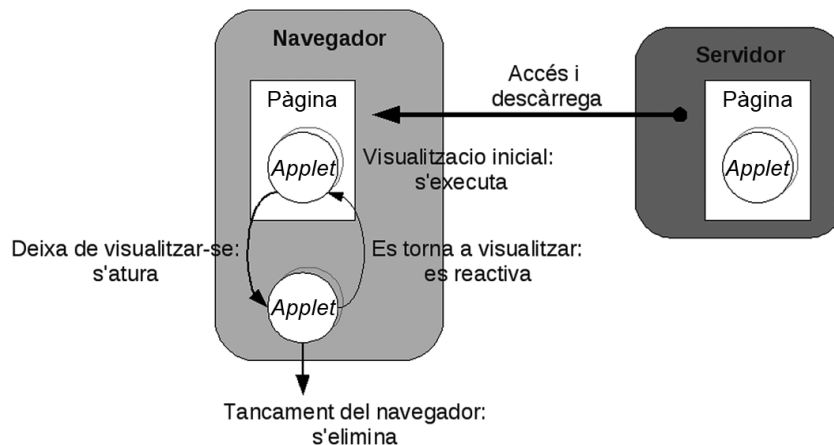 Navegador
Servidor
Accés i
descàrrega
Pàgina
Pàgina
Applet
Applet
Visualitzacio inicial:
s'executa
Deixa de visualitzar-se:
s'atura
Es torna a visualitzar:
es reactiva
Applet
Tancament del navegador:
s'elimina